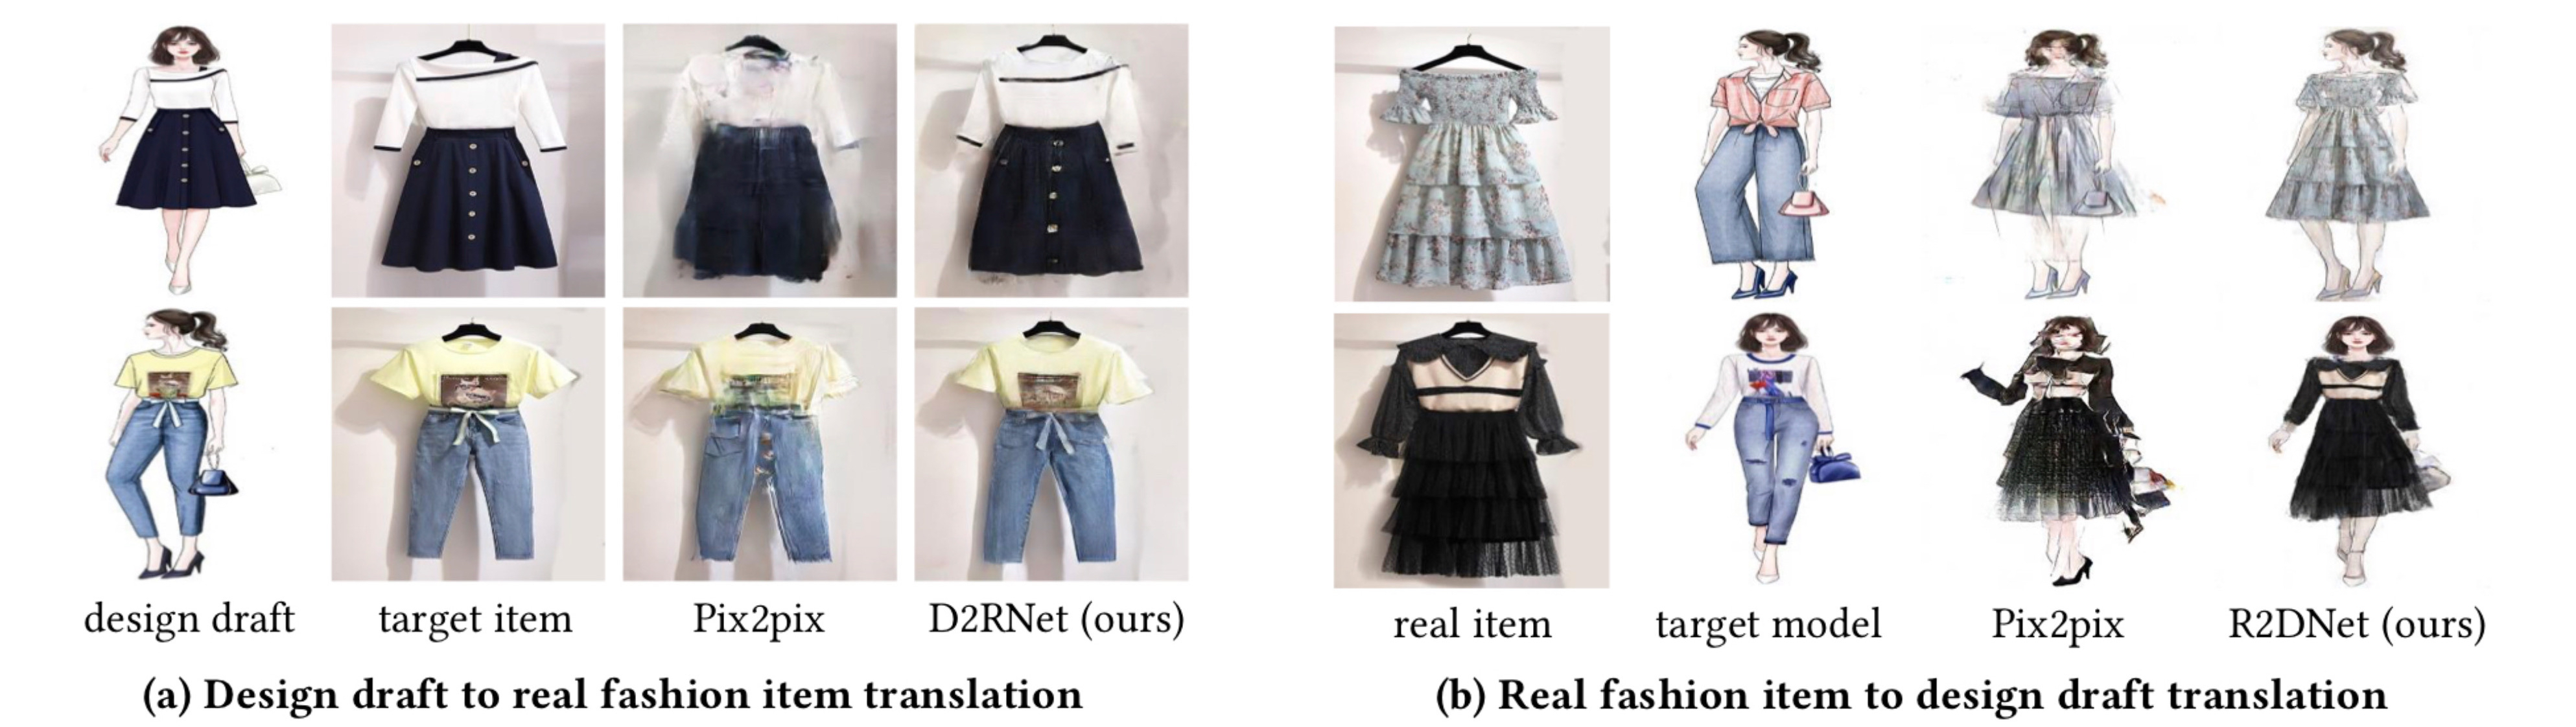 design draft
target item
Pix2pix
D2RNet (ours)
(a) Design draft to real fashion item translation
real item
target model
Pix2pix
R2DNet (ours)
(b) Real fashion item to design draft translation